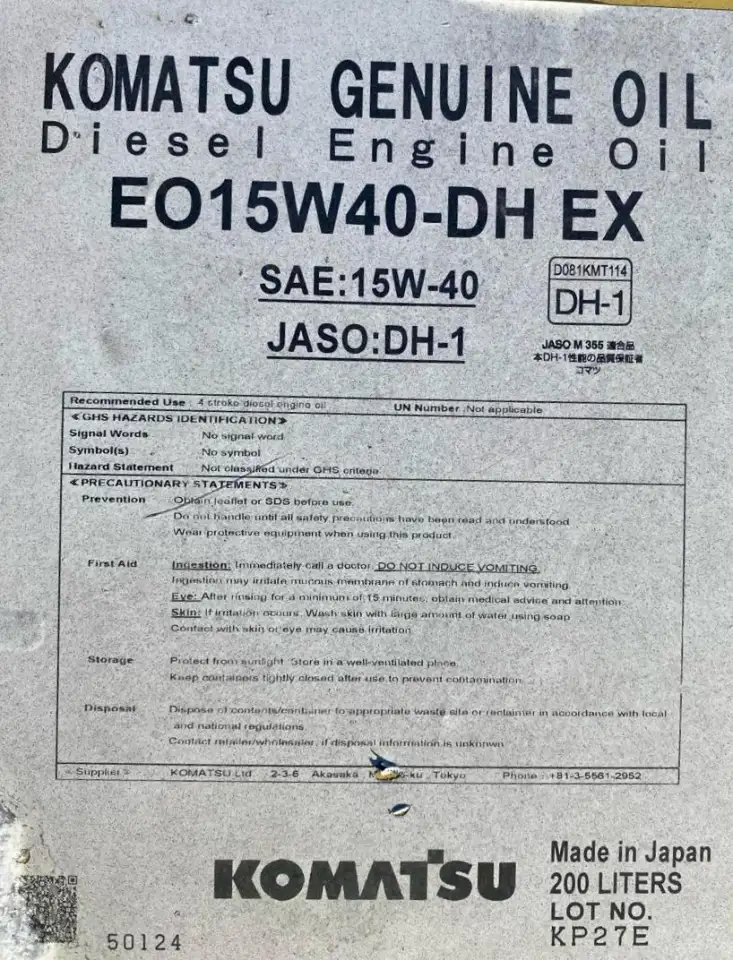 KOMATSU GENUINE OIL
Diesel Engine Oil
EO15W40-DH EX
SAE:15W-40
JASO:DH-1
D081KMT114
DH-1
JASO M 355 適合品
本DH-1性能の品質保証者
コマツ
Recommended Use : 4 stroke diesel engine oil UN Number :Not applicable
≪GHS HAZARDS IDENTIFICATION≫
Signal Words No signal word
Symbol(s) No symbol
Hazard Statement Not classified under GHS criteria
≪PRECAUTIONARY STATEMENTS≫
Prevention Obtain leaflet or SDS before use.
Do not handle until all safety precautions have been read and understood
Wear protective equipment when using this product
First Aid Ingestion: Immediately call a doctor. DO NOT INDUCE VOMITING.
Ingestion may irritate mucous membrane of stomach and induce vomiting.
Eye: After rinsing for a minimum of 15 minutes, obtain medical advice and attention
Skin: If irritation occurs. Wash skin with large amount of water using soap
Contact with skin or eye may cause irritation
Storage Protect from sunlight. Store in a well-ventilated place.
Keep containers tightly closed after use to prevent contamination.
Disposal Dispose of contents/container to appropriate waste site or reclaimer in accordance with local
and national regulations.
Contact retailer/wholesaler, if disposal information is unknown
< Supplier > KOMATSU Ltd 2-3-6 Akasaka -ku , Tokyo Phone : +81-3-5561-2952
KOMATSU
Made in Japan
200 LITERS
LOT NO.
KP27E
50124